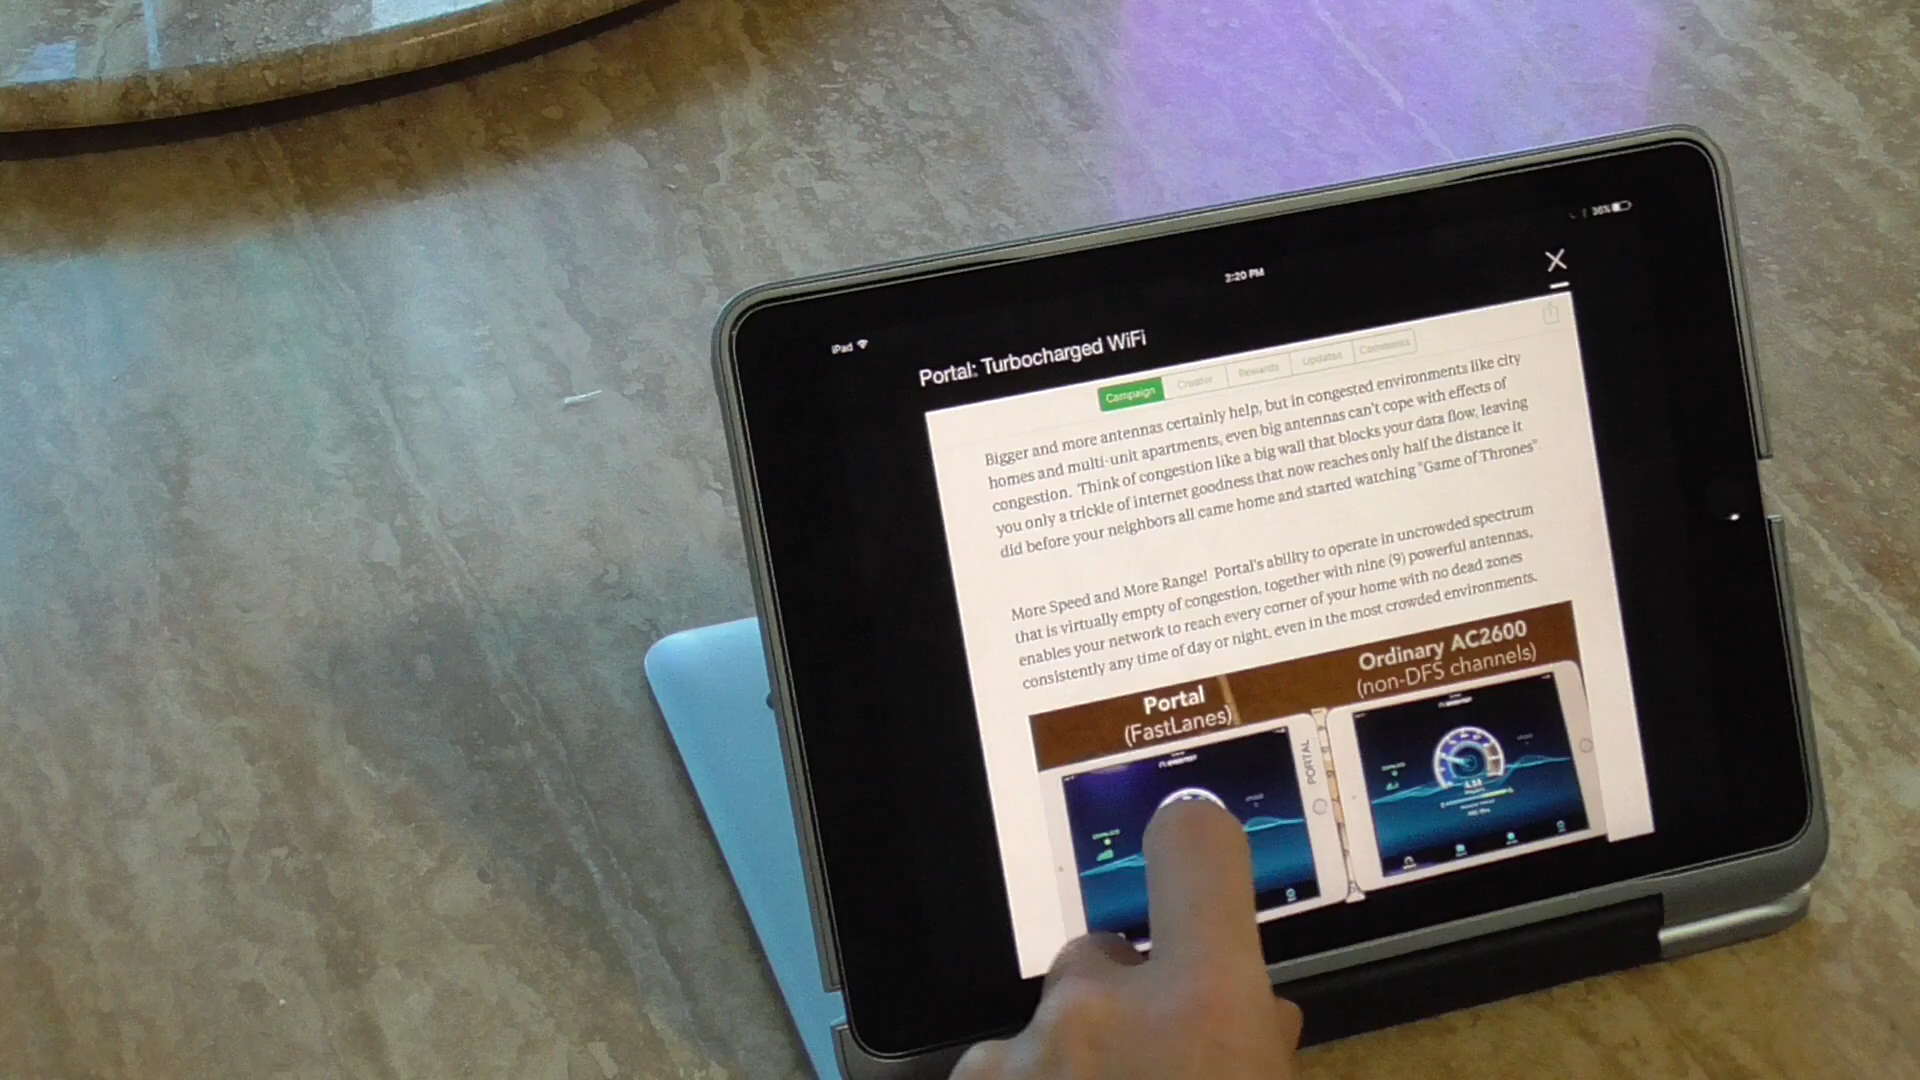 iPad
3:20 PM
36%
Portal: Turbocharged WiFi
Campaign
Creator
Rewards
Updates
Comments
Bigger and more antennas certainly help, but in congested environments like city
homes and multi-unit apartments, even big antennas can't cope with effects of
congestion. Think of congestion like a big wall that blocks your data flow, leaving
you only a trickle of internet goodness that now reaches only half the distance it
did before your neighbors all came home and started watching "Game of Thrones".
More Speed and More Range! Portal's ability to operate in uncrowded spectrum
that is virtually empty of congestion, together with nine (9) powerful antennas,
enables your network to reach every corner of your home with no dead zones
consistently any time of day or night, even in the most crowded environments.
Portal
(FastLanes)
Ordinary AC2600
(non-DFS channels)
PORTAL